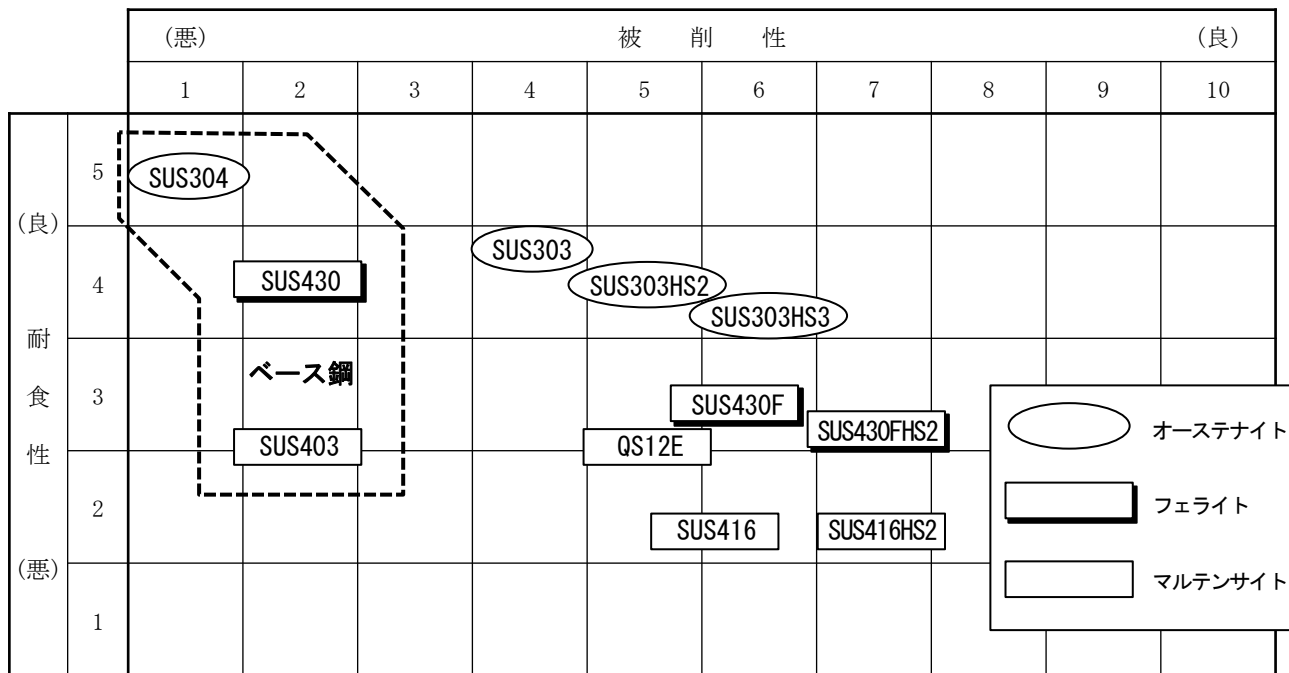 (悪) 被 削 性 (良)
1 2 3 4 5 6 7 8 9 10
(良) 耐 食 性 (悪)
5
SUS304
4
SUS303
SUS430
SUS303HS2
SUS303HS3
3
ベース鋼
SUS430F
SUS430FHS2
SUS403
QS12E
2
SUS416
SUS416HS2
1
オーステナイト
フェライト
マルテンサイト